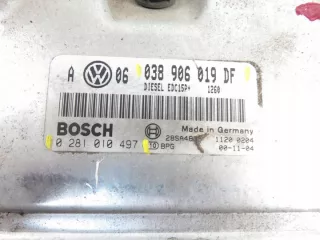 A 06 038 906 019 DF
DIESEL EDC15P+ 1260
BOSCH
Made in Germany
0 281 010 497
BPG
1120 0204
00-11-04